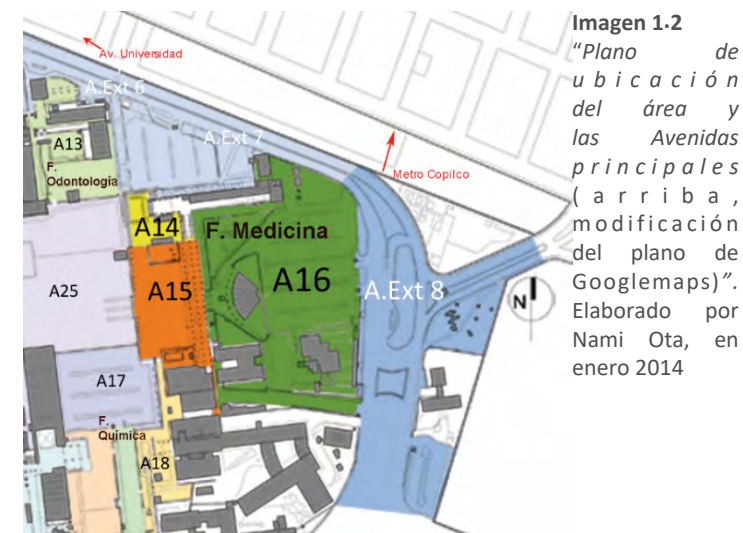 Av. Universidad
A.Ext 6
A.Ext 7
A13
F.
Odontología
Metro Copilco
A14
F. Medicina
A25
A15
A16
A.Ext 8
N
A17
F.
Química
A18
Imagen 1.2
“Plano de
ubicación
del área y
las Avenidas
principales
(arriba,
modificación
del plano de
Googlemaps)”.
Elaborado por
Nami Ota, en
enero 2014